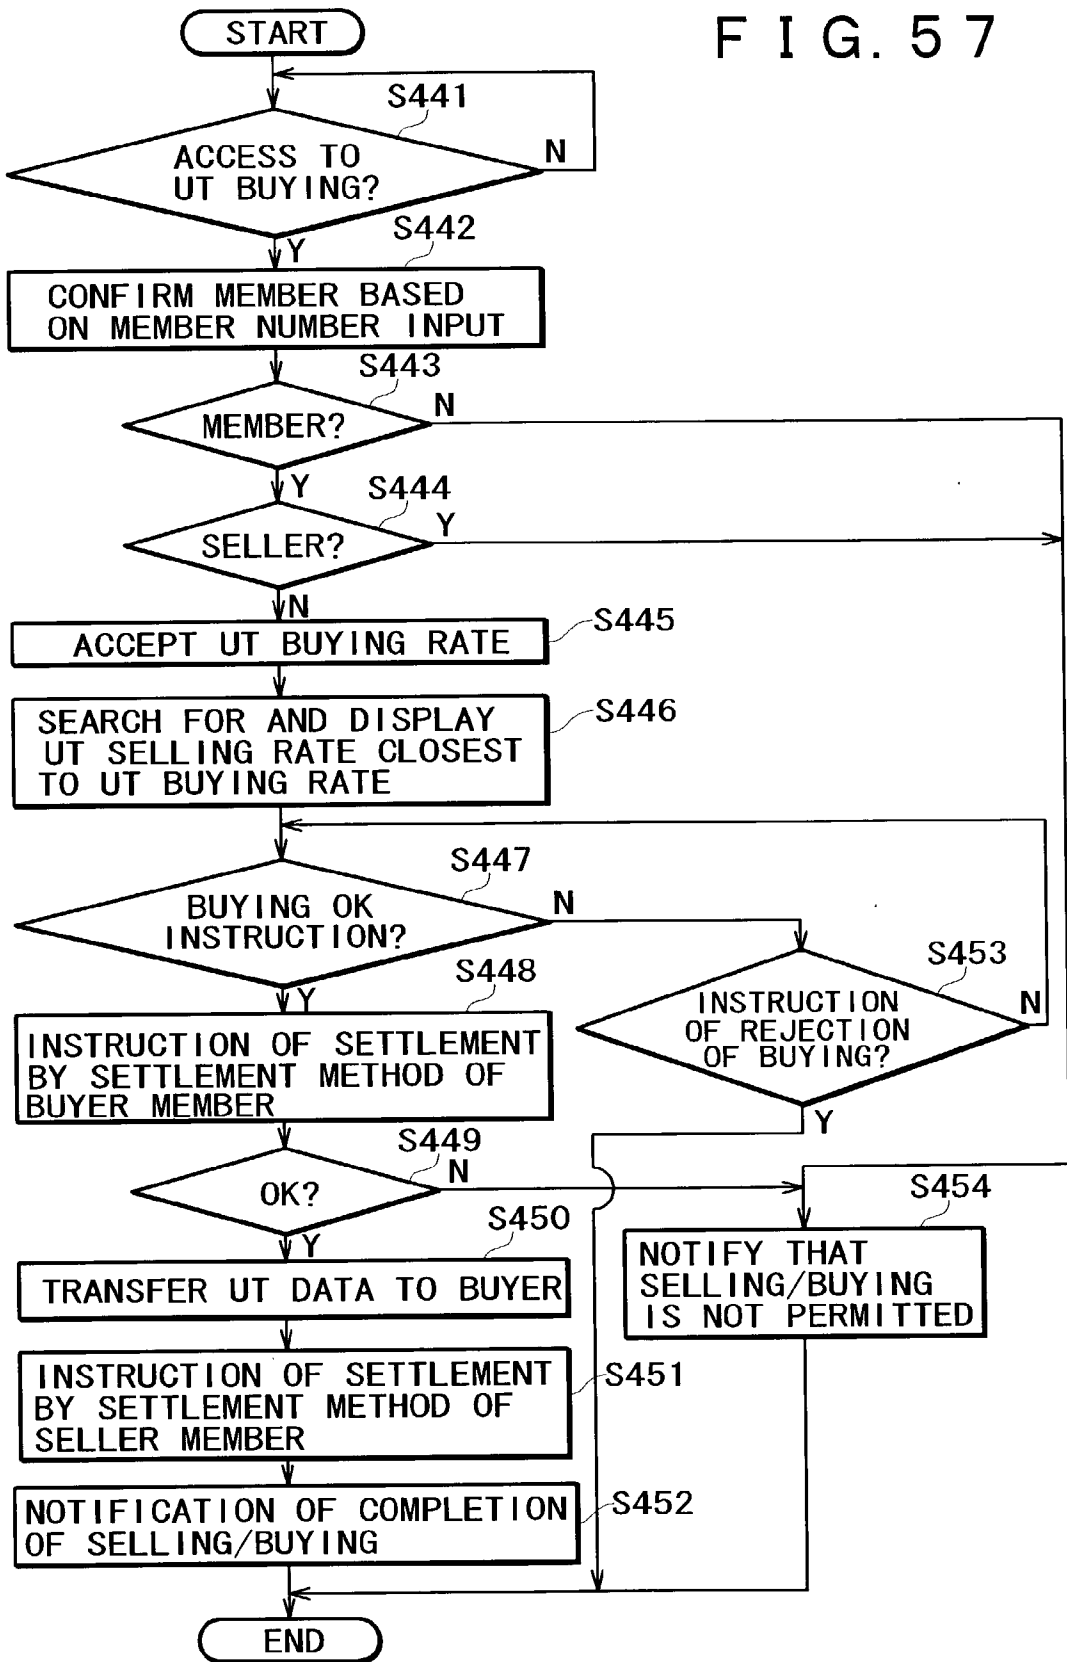 FIG. 57
START
S441
ACCESS TO
UT BUYING?
N
Y
S442
CONFIRM MEMBER BASED
ON MEMBER NUMBER INPUT
S443
MEMBER?
N
Y
S444
SELLER?
Y
N
S445
ACCEPT UT BUYING RATE
S446
SEARCH FOR AND DISPLAY
UT SELLING RATE CLOSEST
TO UT BUYING RATE
S447
BUYING OK
INSTRUCTION?
N
Y
S453
INSTRUCTION
OF REJECTION
OF BUYING?
N
Y
S448
INSTRUCTION OF SETTLEMENT
BY SETTLEMENT METHOD OF
BUYER MEMBER
S449
OK?
N
Y
S454
NOTIFY THAT
SELLING/BUYING
IS NOT PERMITTED
S450
TRANSFER UT DATA TO BUYER
S451
INSTRUCTION OF SETTLEMENT
BY SETTLEMENT METHOD OF
SELLER MEMBER
S452
NOTIFICATION OF COMPLETION
OF SELLING/BUYING
END